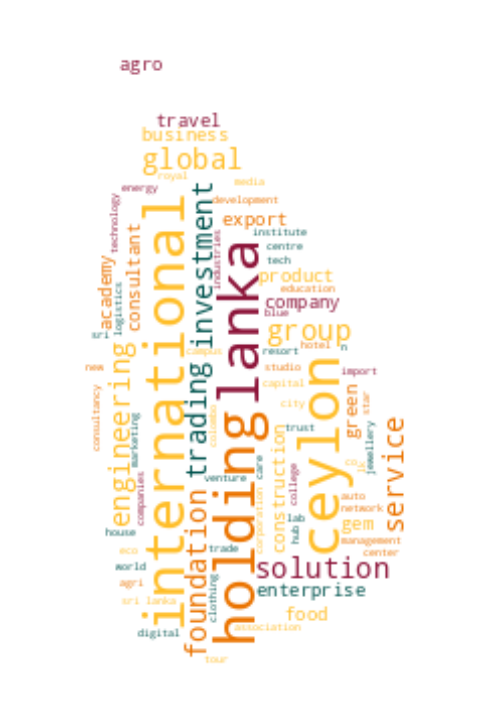 agro
travel
business
global
royal
energy
media
development
investment
international
technology
export
institute
industries
centre
lanka
tech
consultant
academy
product
education
logistics
company
blue
group
sri
hotel
n
campus
resort
new
studio
import
ceylon
trading
engineering
capital
holding
consultancy
green
star
city
colombo
marketing
service
trust
construction
jewellery
care
co
lk
college
companies
venture
foundation
corporation
auto
network
lab
gem
hub
house
management
center
eco
trade
world
solution
agri
clothing
enterprise
sri lanka
food
digital
association
tour